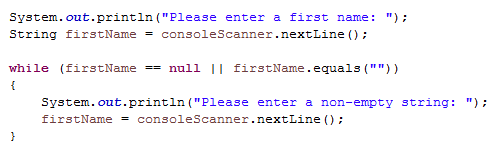 System.out.println("Please enter a first name: ");
String firstName = consoleScanner.nextLine();
while (firstName == null || firstName.equals(""))
{
System.out.println("Please enter a non-empty string: ");
firstName = consoleScanner.nextLine();
}